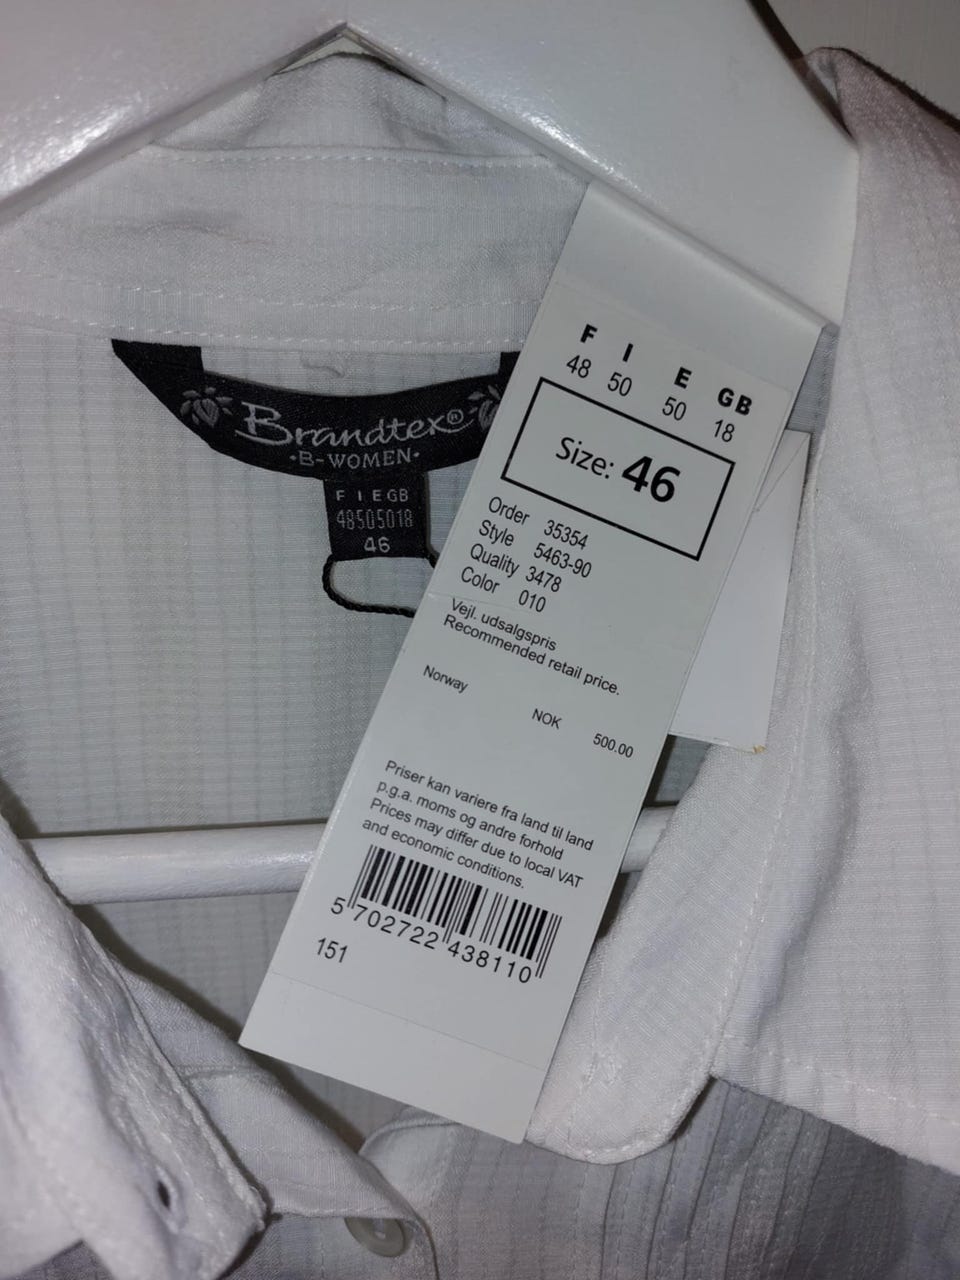 Brandtex®
·B-WOMEN·
F I E GB
48 50 50 18
46
F I E GB
48 50 50 18
Size: 46
Order 35354
Style 5463-90
Quality 3478
Color 010
Vejl. udsalgspris
Recommended retail price.
Norway NOK 500.00
Priser kan variere fra land til land
p.g.a. moms og andre forhold
Prices may differ due to local VAT
and economic conditions.
5 702722 438110
151